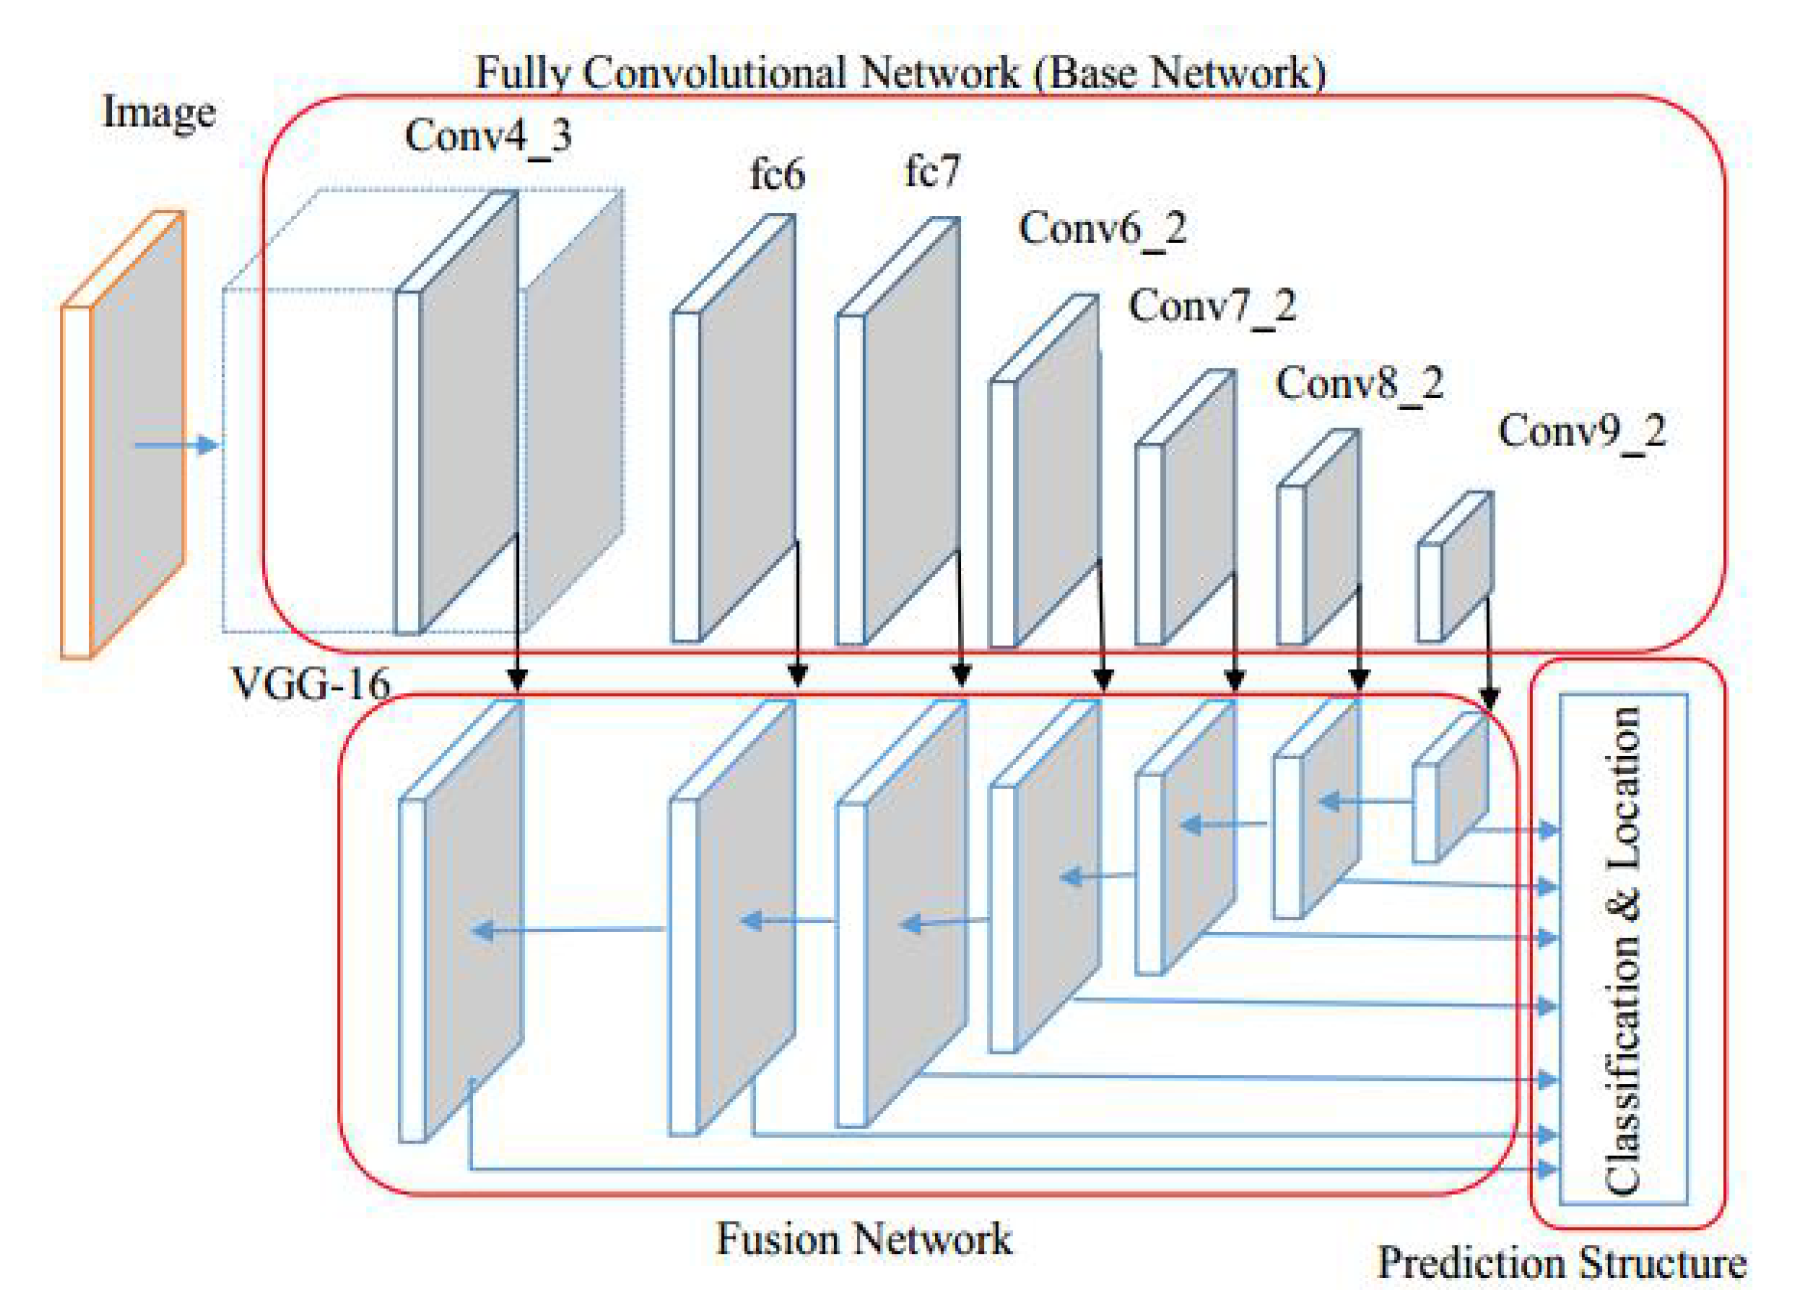 Fully Convolutional Network (Base Network)
Image
Conv4_3
fc6
fc7
Conv6_2
Conv7_2
Conv8_2
Conv9_2
VGG-16
Classification & Location
Fusion Network
Prediction Structure